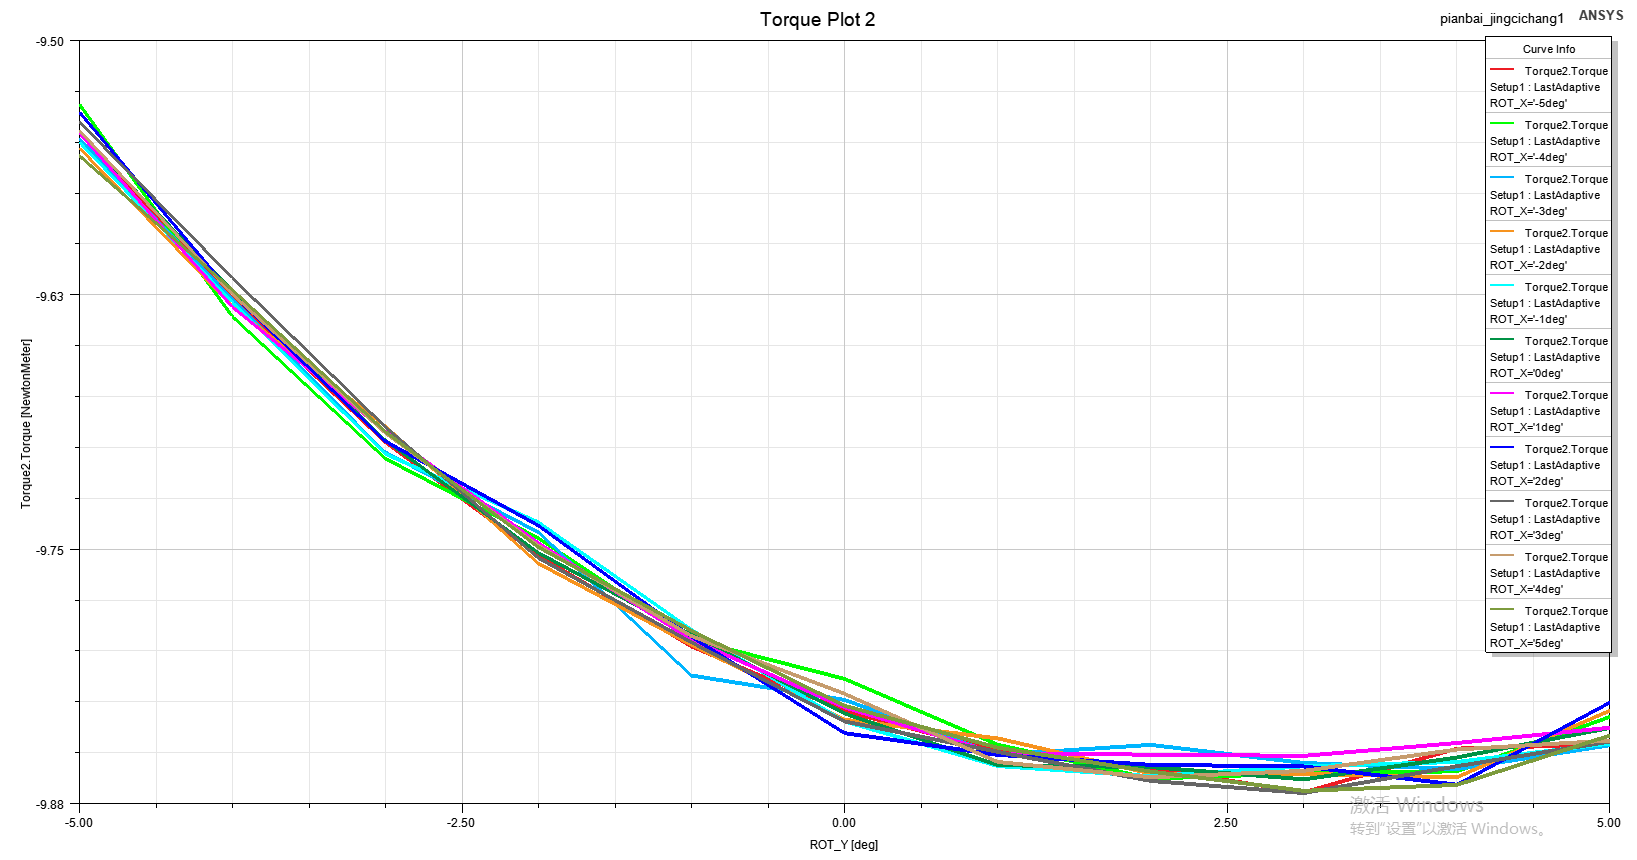 Torque Plot 2
pianbai_jingcichang1
ANSYS
Curve Info
Torque2.Torque
Setup1 : LastAdaptive
ROT_X='-5deg'
Torque2.Torque
Setup1 : LastAdaptive
ROT_X='-4deg'
Torque2.Torque
Setup1 : LastAdaptive
ROT_X='-3deg'
Torque2.Torque
Setup1 : LastAdaptive
ROT_X='-2deg'
Torque2.Torque
Setup1 : LastAdaptive
ROT_X='-1deg'
Torque2.Torque
Setup1 : LastAdaptive
ROT_X='0deg'
Torque2.Torque
Setup1 : LastAdaptive
ROT_X='1deg'
Torque2.Torque
Setup1 : LastAdaptive
ROT_X='2deg'
Torque2.Torque
Setup1 : LastAdaptive
ROT_X='3deg'
Torque2.Torque
Setup1 : LastAdaptive
ROT_X='4deg'
Torque2.Torque
Setup1 : LastAdaptive
ROT_X='5deg'
-9.50
-9.63
-9.75
-9.88
Torque2.Torque [NewtonMeter]
-5.00
-2.50
0.00
2.50
5.00
ROT_Y [deg]
激活 Windows
转到“设置”以激活 Windows。